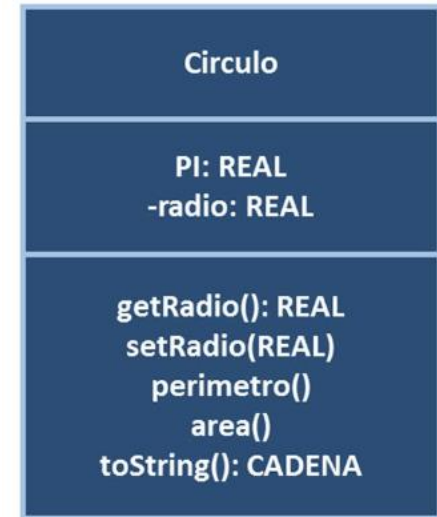 Circulo
PI: REAL
-radio: REAL
getRadio(): REAL
setRadio(REAL)
perimetro()
area()
toString(): CADENA